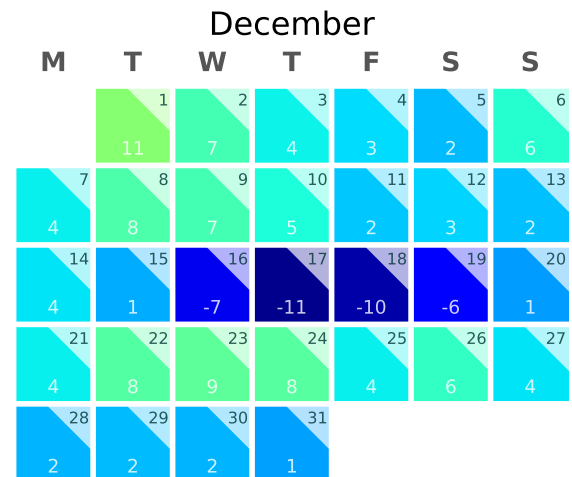 December
M T W T F S S
1 2 3 4 5 6
11 7 4 3 2 6
7 8 9 10 11 12 13
4 8 7 5 2 3 2
14 15 16 17 18 19 20
4 1 -7 -11 -10 -6 1
21 22 23 24 25 26 27
4 8 9 8 4 6 4
28 29 30 31
2 2 2 1